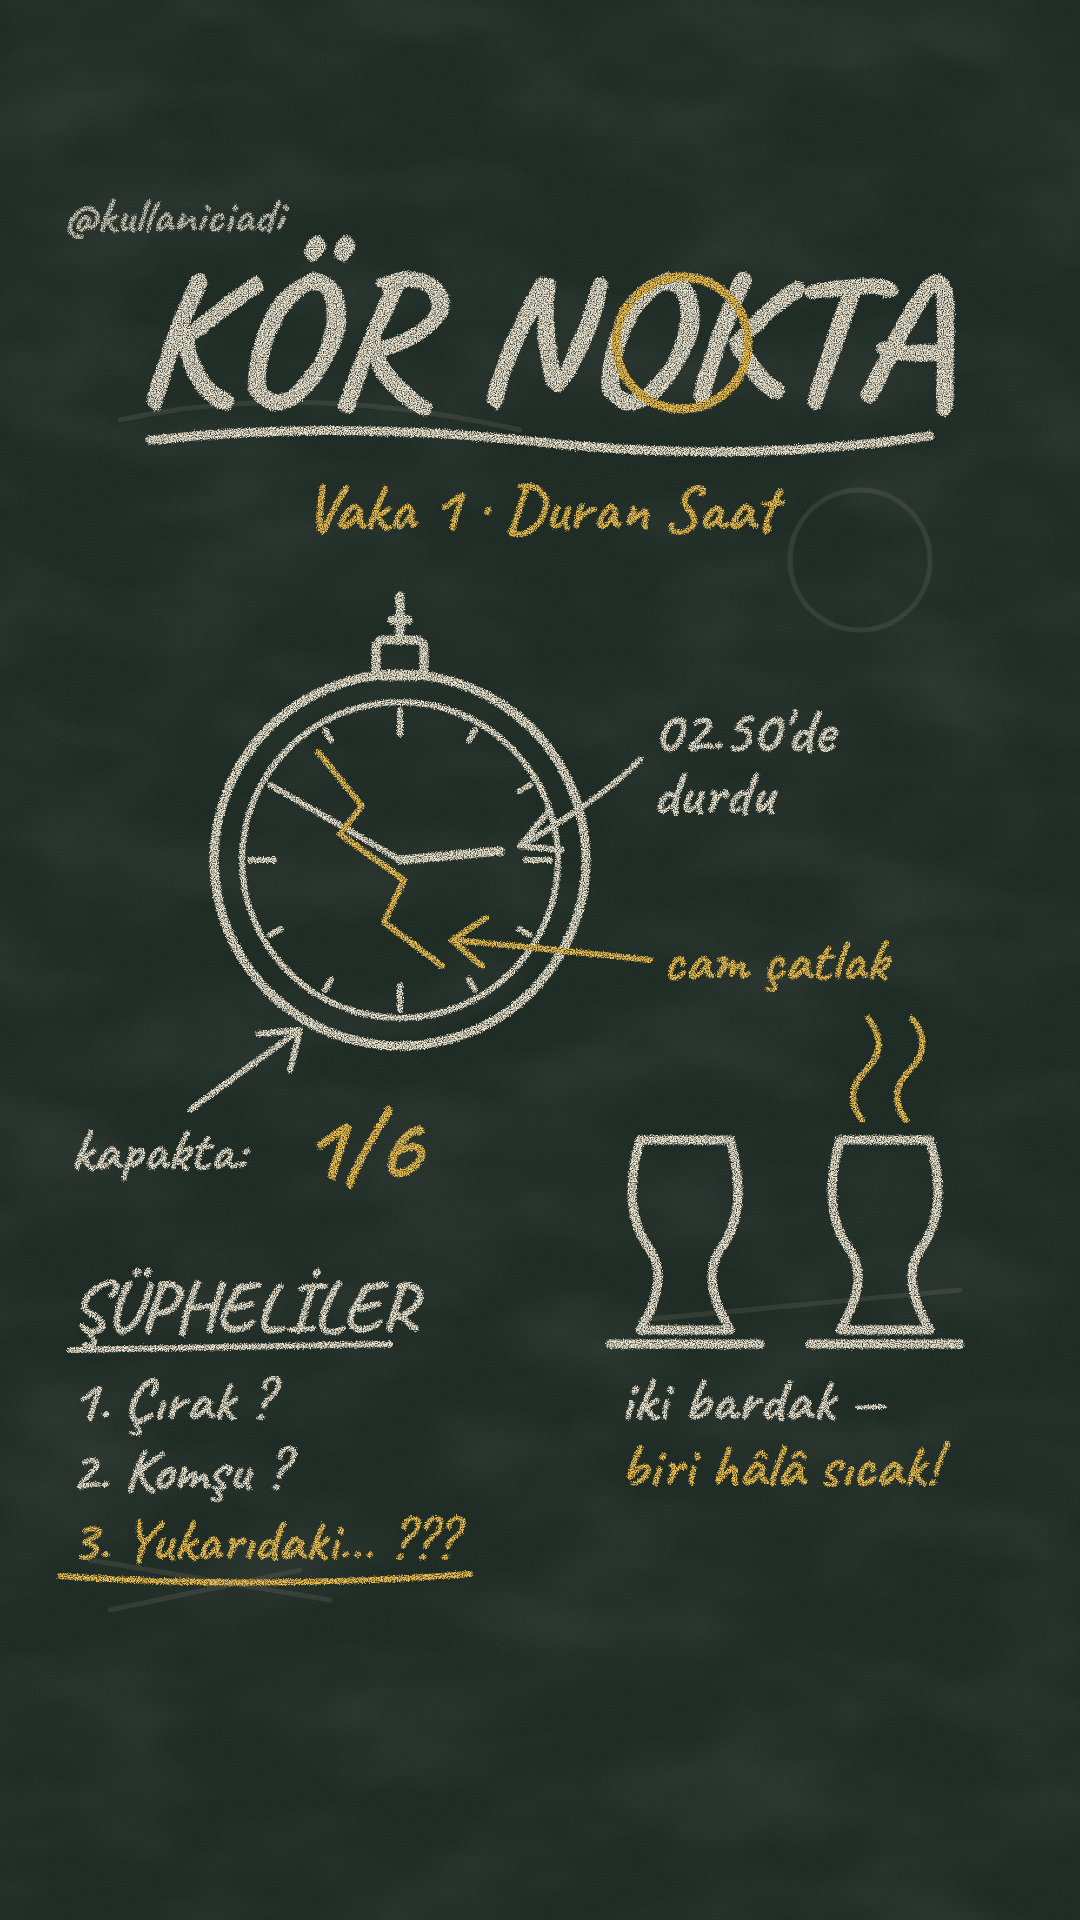 @kullaniciadi
KÖR NOKTA
Vaka 1 · Duran Saat
02.50'de
durdu
cam çatlak
kapakta: 1/6
ŞÜPHELİLER
1. Çırak ?
2. Komşu ?
3. Yukarıdaki... ???
iki bardak –
biri hâlâ sıcak!